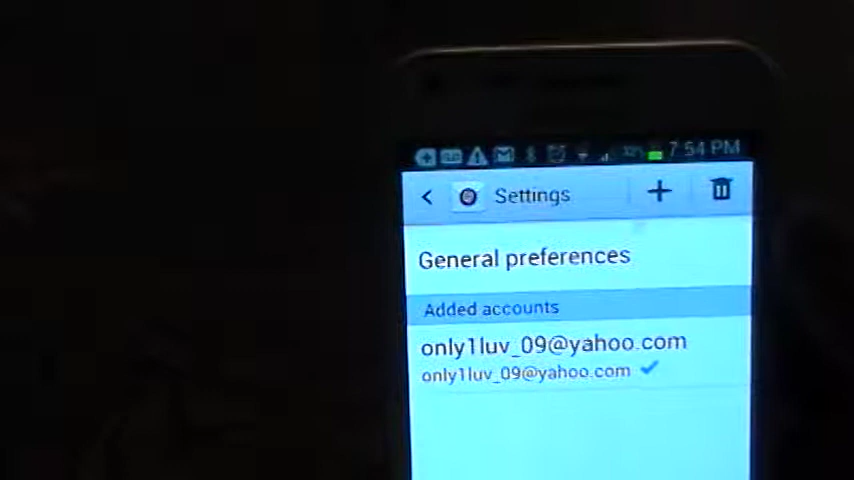 7:54 PM
Settings
General preferences
Added accounts
only1luv_09@yahoo.com
only1luv_09@yahoo.com